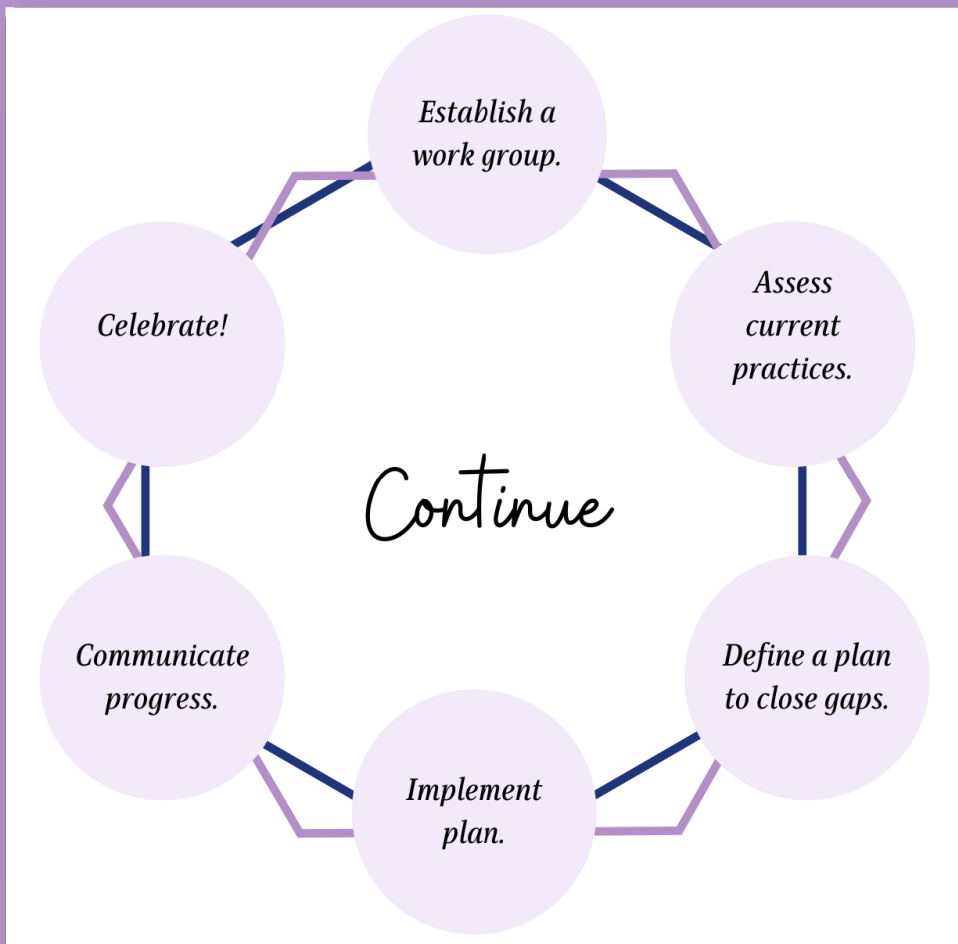 Establish a
work group.
Assess
current
practices.
Define a plan
to close gaps.
Implement
plan.
Communicate
progress.
Celebrate!
Continue